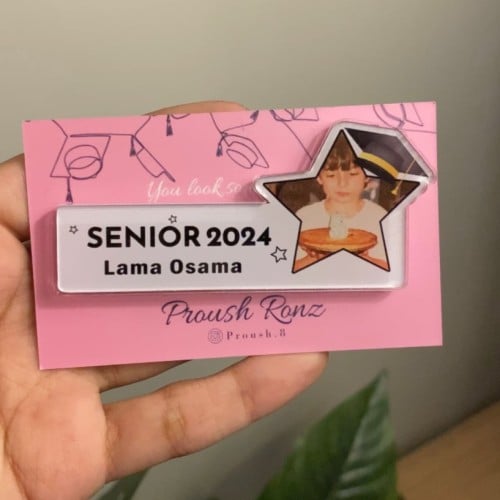 You look so
SENIOR 2024
Lama Osama
Proush Ronz
Proush.8